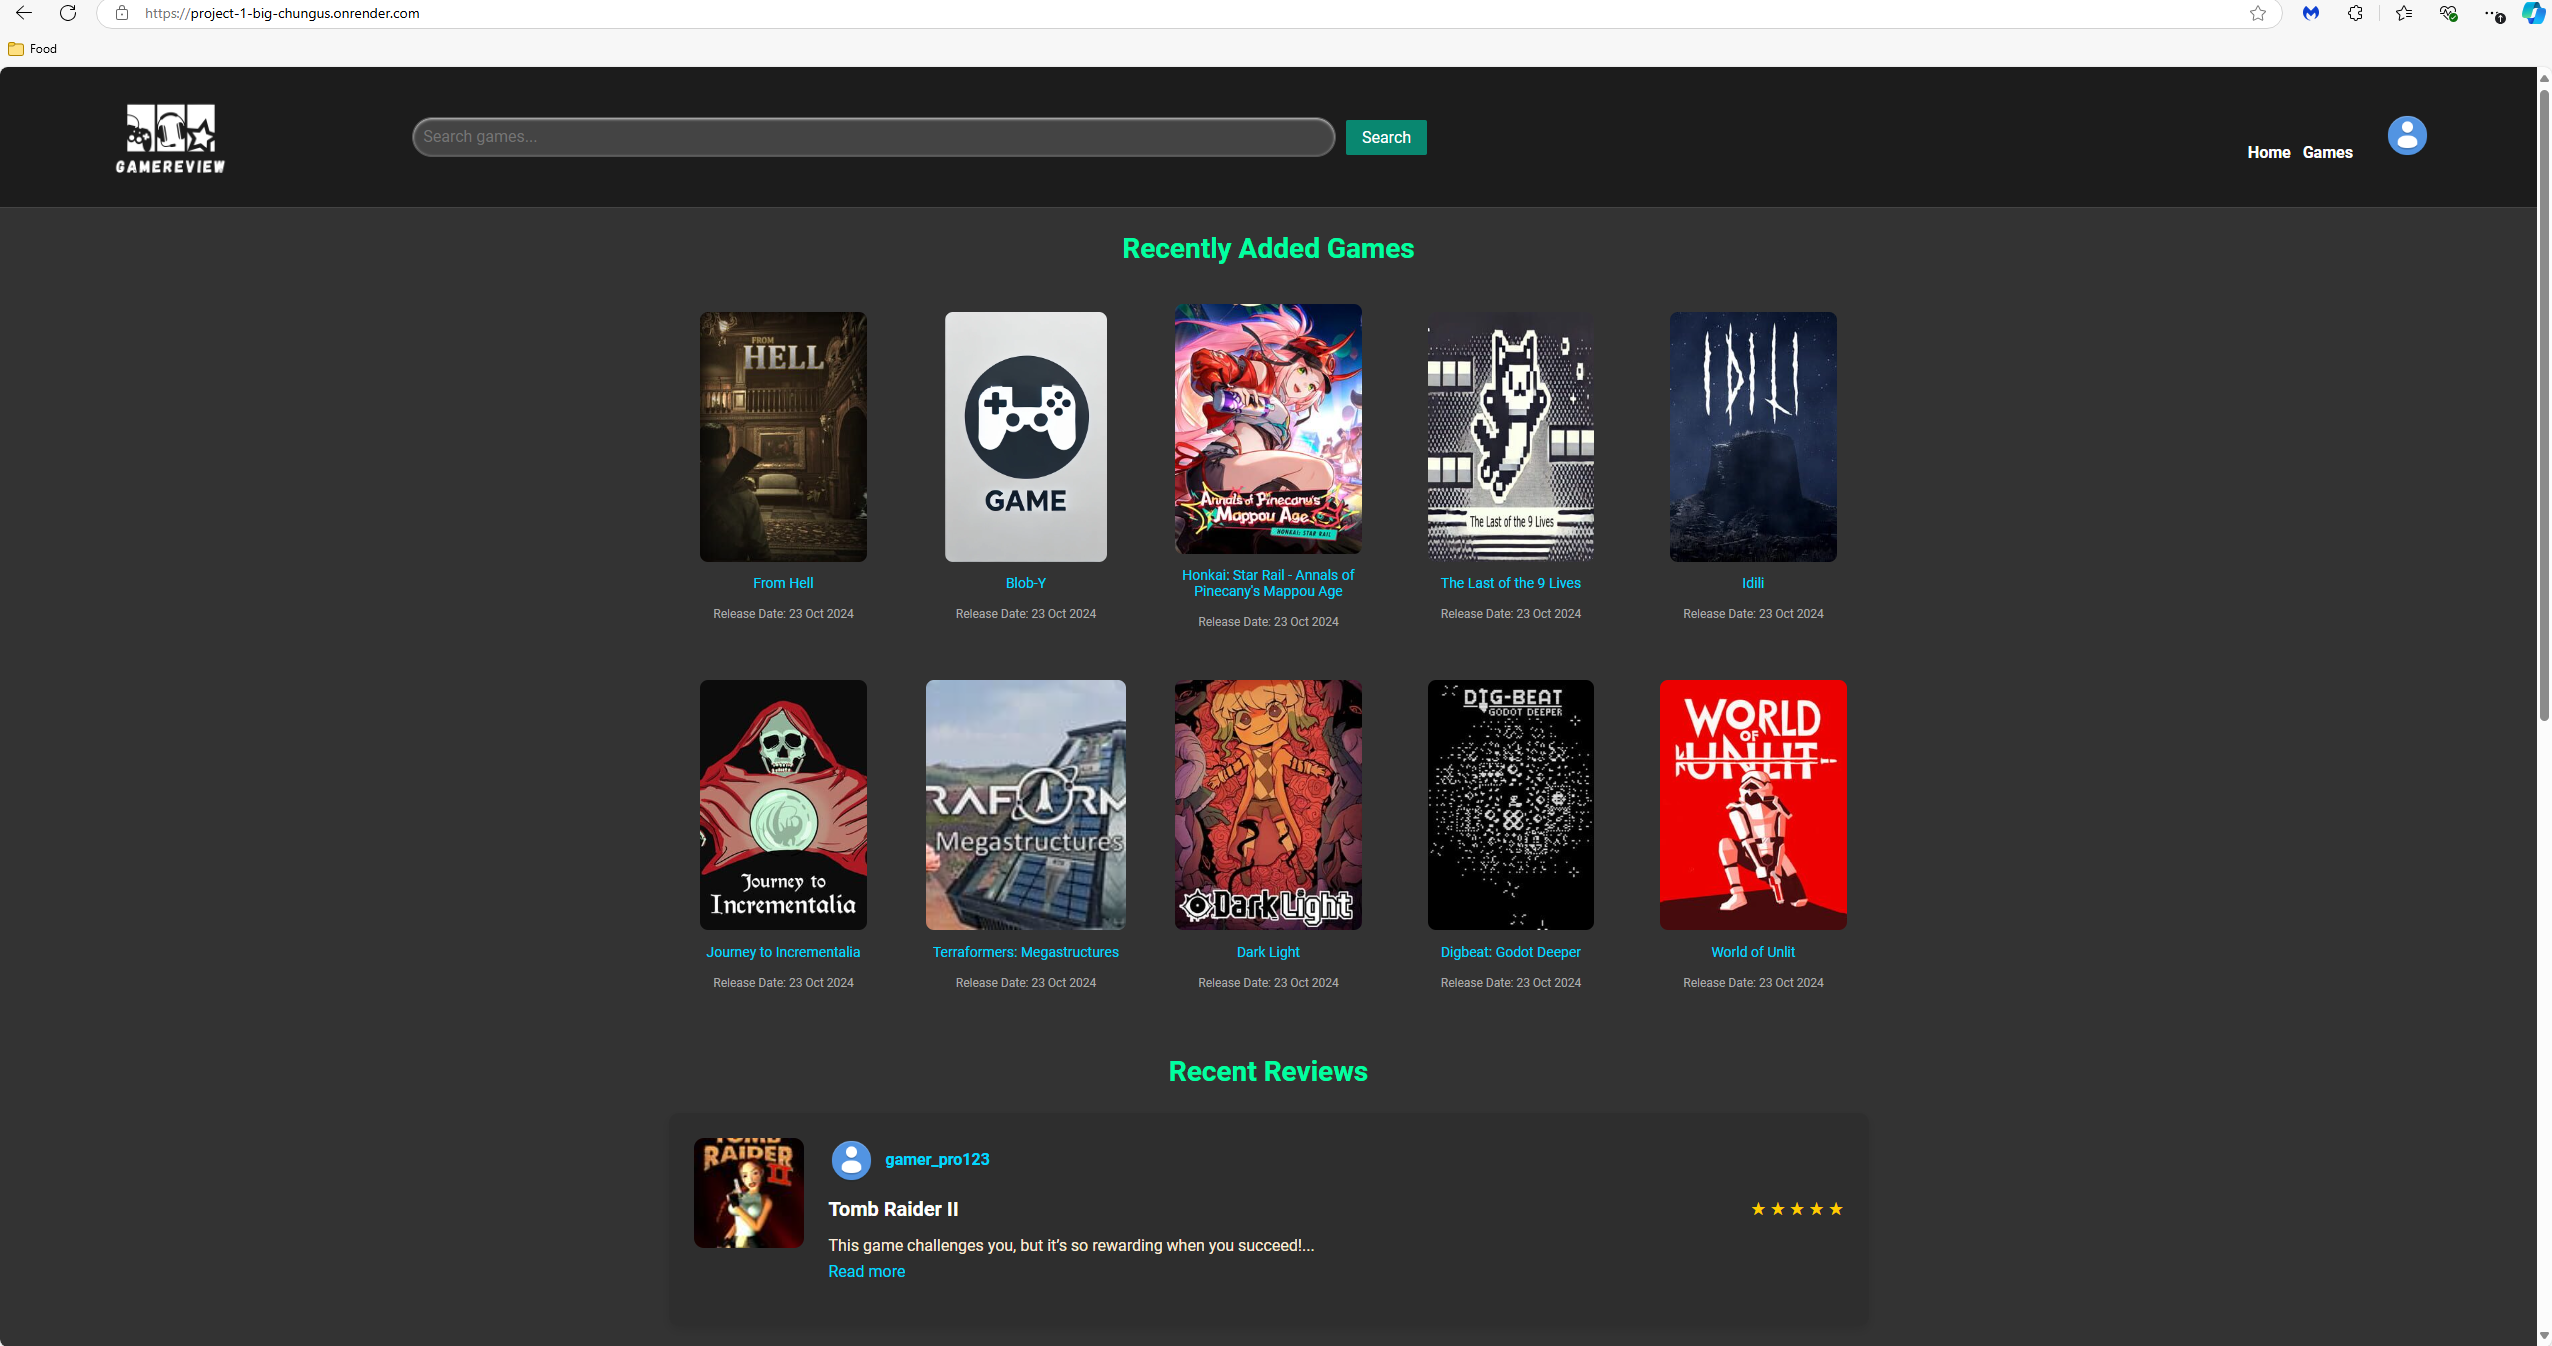 https://project-1-big-chungus.onrender.com
Food
GAMEREVIEW
Search games...
Search
Home Games
Recently Added Games
FROM
HELL
GAME
Annals of Pinecany's
Mappou Age
HONKAI: STAR RAIL
The Last of the 9 Lives
IDILI
From Hell
Blob-Y
Honkai: Star Rail - Annals of
Pinecany's Mappou Age
The Last of the 9 Lives
Idili
Release Date: 23 Oct 2024
Release Date: 23 Oct 2024
Release Date: 23 Oct 2024
Release Date: 23 Oct 2024
Release Date: 23 Oct 2024
Journey to
Incrementalia
RAFORM
Megastructures
Dark Light
DIG-BEAT
GODOT DEEPER
WORLD
OF
UNLIT
Journey to Incrementalia
Terraformers: Megastructures
Dark Light
Digbeat: Godot Deeper
World of Unlit
Release Date: 23 Oct 2024
Release Date: 23 Oct 2024
Release Date: 23 Oct 2024
Release Date: 23 Oct 2024
Release Date: 23 Oct 2024
Recent Reviews
TOMB
RAIDER
II
gamer_pro123
Tomb Raider II
This game challenges you, but it's so rewarding when you succeed!...
Read more